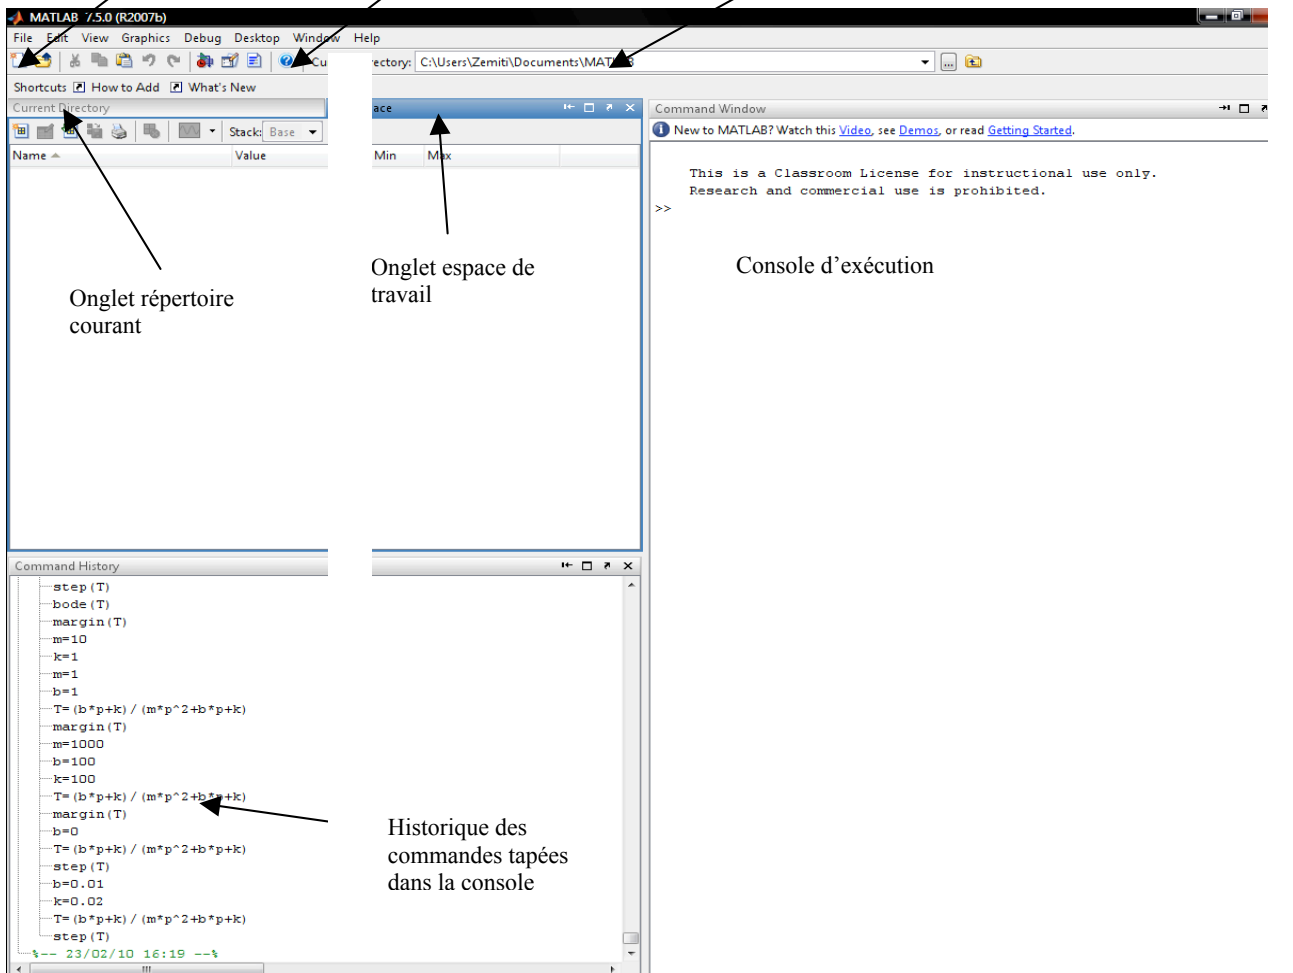 MATLAB 7.5.0 (R2007b)
File Edit View Graphics Debug Desktop Window Help
Cu ectory: C:\Users\Zemiti\Documents\MATLAB
Shortcuts How to Add What's New
Current Directory ace
Stack: Base
Name Value Min Max
Onglet répertoire
courant
Onglet espace de
travail
Command Window
New to MATLAB? Watch this Video, see Demos, or read Getting Started.
This is a Classroom License for instructional use only.
Research and commercial use is prohibited.
>>
Console d’exécution
Command History
step(T)
bode(T)
margin(T)
m=10
k=1
m=1
b=1
T=(b*p+k)/(m*p^2+b*p+k)
margin(T)
m=1000
b=100
k=100
T=(b*p+k)/(m*p^2+b*p+k)
margin(T)
b=0
T=(b*p+k)/(m*p^2+b*p+k)
step(T)
b=0.01
k=0.02
T=(b*p+k)/(m*p^2+b*p+k)
step(T)
%-- 23/02/10 16:19 --%
Historique des
commandes tapées
dans la console